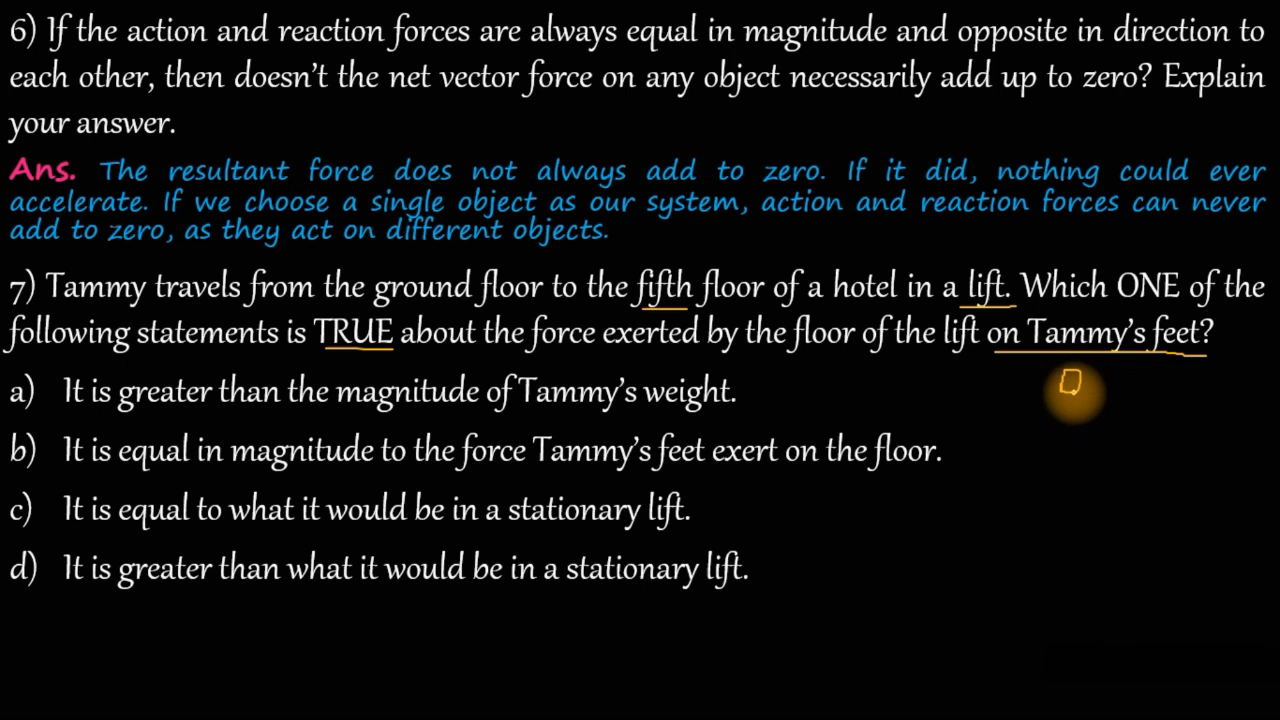 6) If the action and reaction forces are always equal in magnitude and opposite in direction to
each other, then doesn't the net vector force on any object necessarily add up to zero? Explain
your answer.
Ans. The resultant force does not always add to zero. If it did, nothing could ever
accelerate. If we choose a single object as our system, action and reaction forces can never
add to zero, as they act on different objects.
7) Tammy travels from the ground floor to the fifth floor of a hotel in a lift. Which ONE of the
following statements is TRUE about the force exerted by the floor of the lift on Tammy's feet?
a) It is greater than the magnitude of Tammy's weight.
b) It is equal in magnitude to the force Tammy's feet exert on the floor.
c) It is equal to what it would be in a stationary lift.
d) It is greater than what it would be in a stationary lift.